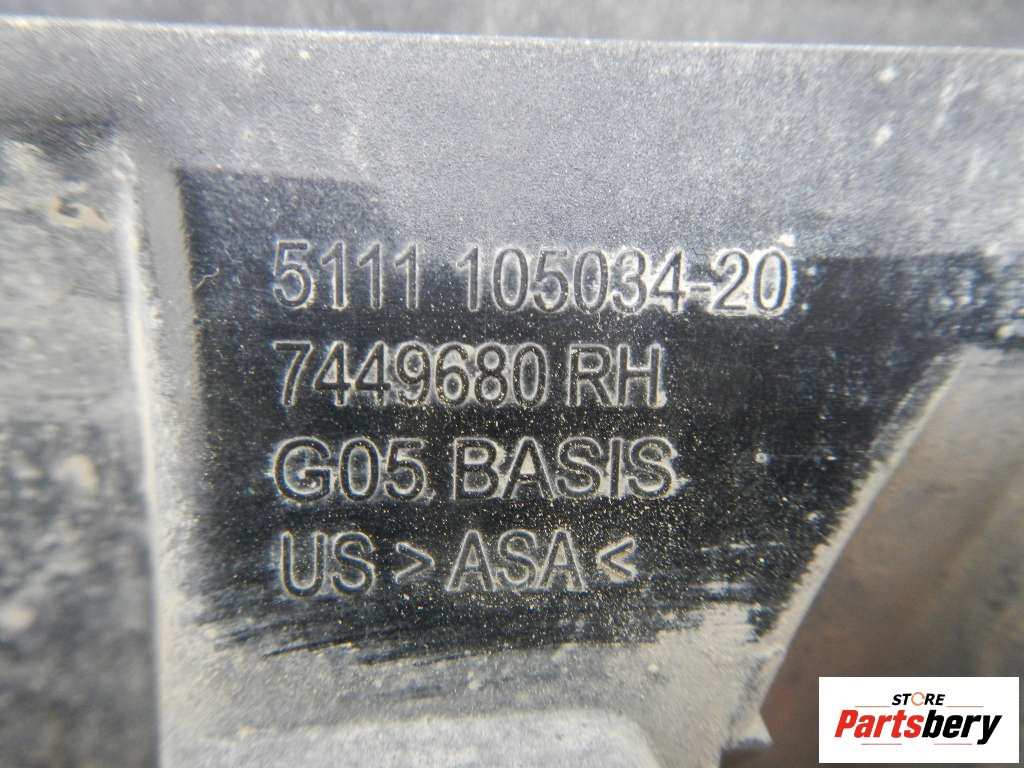 5111 105034-20
7449680 RH
G05 BASIS
US >ASA<
STORE
Partsbery